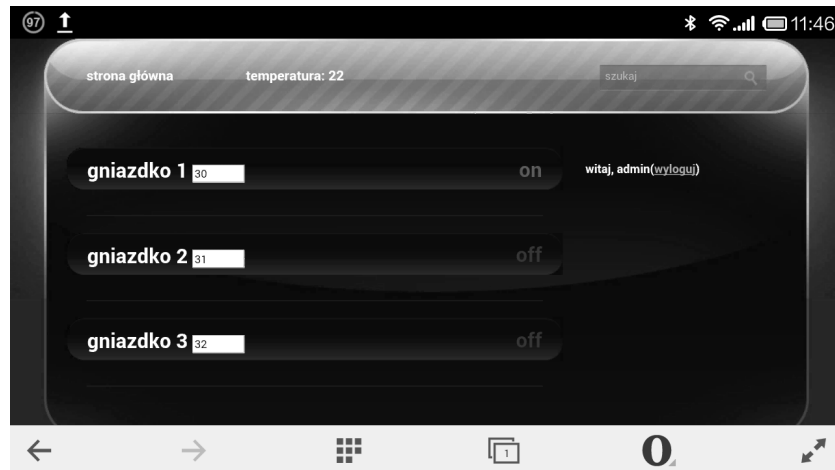 97 11:46
strona główna temperatura: 22 szukaj
gniazdko 1 30 on witaj, admin(wyloguj)
gniazdko 2 31 off
gniazdko 3 32 off
1 O